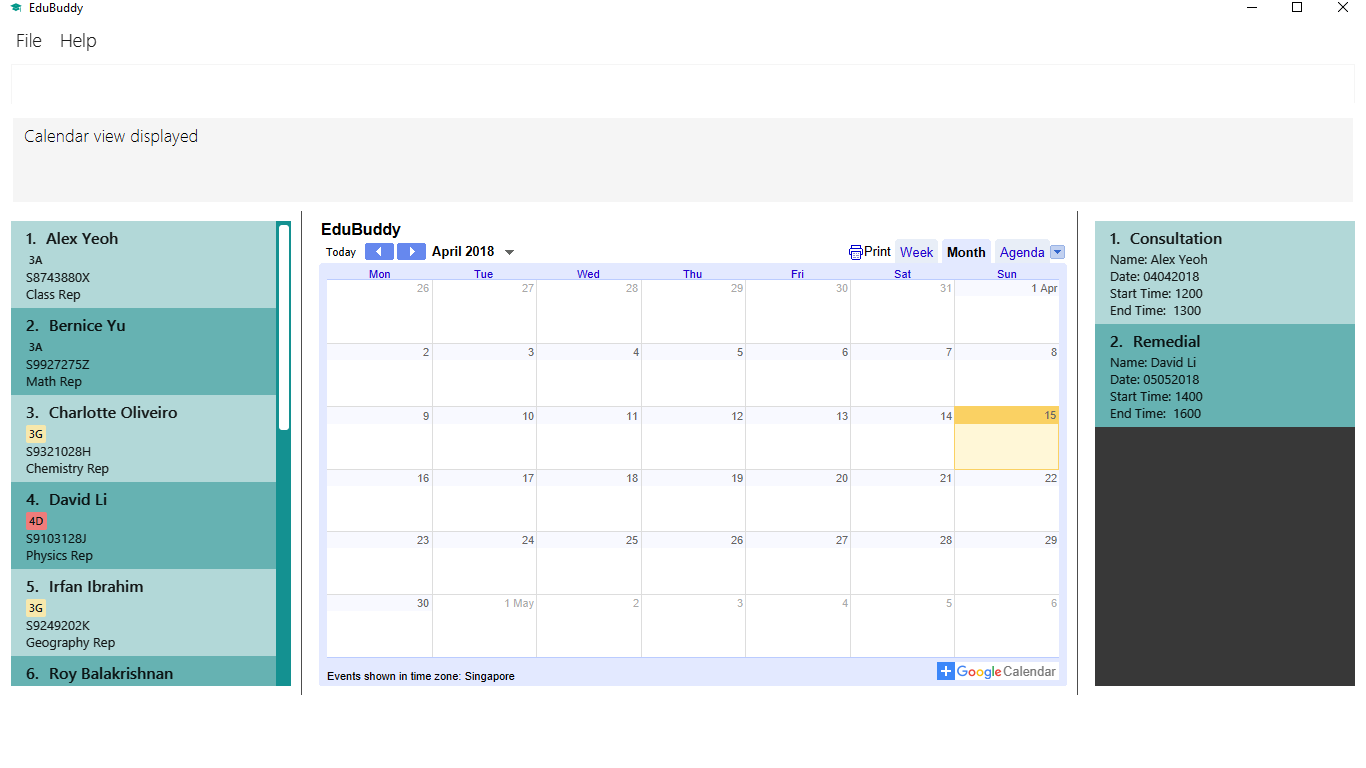 EduBuddy
File Help
Calendar view displayed
1. Alex Yeoh
3A
S8743880X
Class Rep
2. Bernice Yu
3A
S9927275Z
Math Rep
3. Charlotte Oliveiro
3G
S9321028H
Chemistry Rep
4. David Li
4D
S9103128J
Physics Rep
5. Irfan Ibrahim
3G
S9249202K
Geography Rep
6. Roy Balakrishnan
EduBuddy
Today April 2018 Print Week Month Agenda
Mon Tue Wed Thu Fri Sat Sun
26 27 28 29 30 31 1 Apr
2 3 4 5 6 7 8
9 10 11 12 13 14 15
16 17 18 19 20 21 22
23 24 25 26 27 28 29
30 1 May 2 3 4 5 6
Events shown in time zone: Singapore
Google Calendar
1. Consultation
Name: Alex Yeoh
Date: 04042018
Start Time: 1200
End Time: 1300
2. Remedial
Name: David Li
Date: 05052018
Start Time: 1400
End Time: 1600